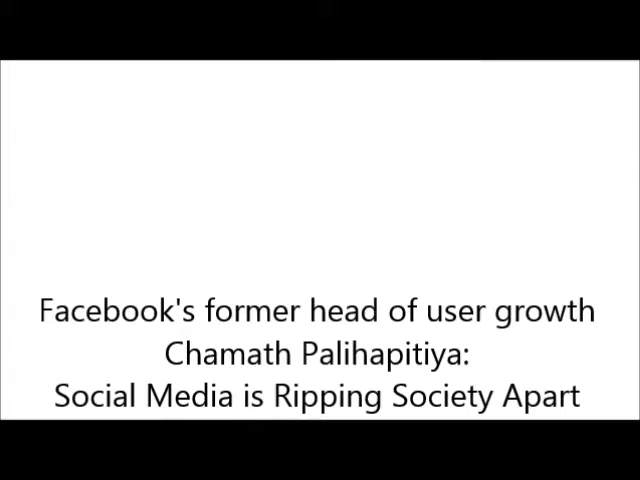 Facebook's former head of user growth
Chamath Palihapitiya:
Social Media is Ripping Society Apart